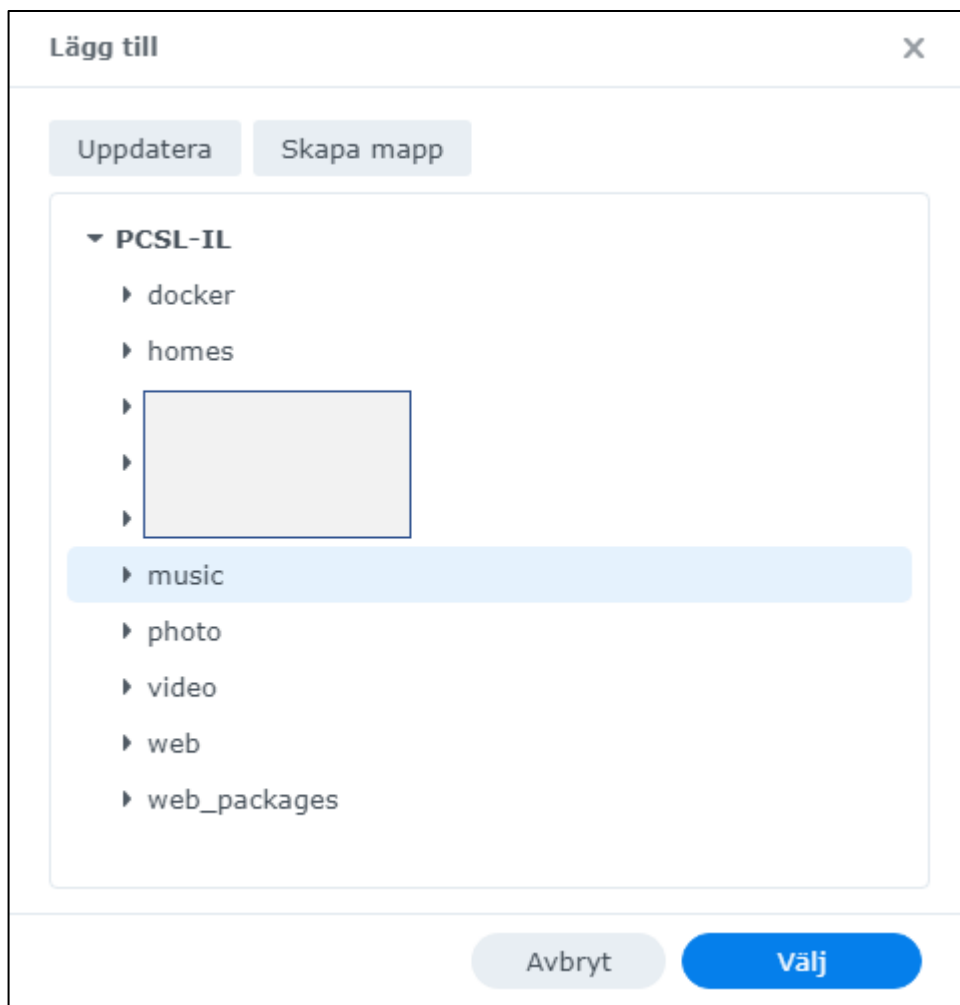 Lägg till
Uppdatera Skapa mapp
PCSL-IL
docker
homes
music
photo
video
web
web_packages
Avbryt Välj